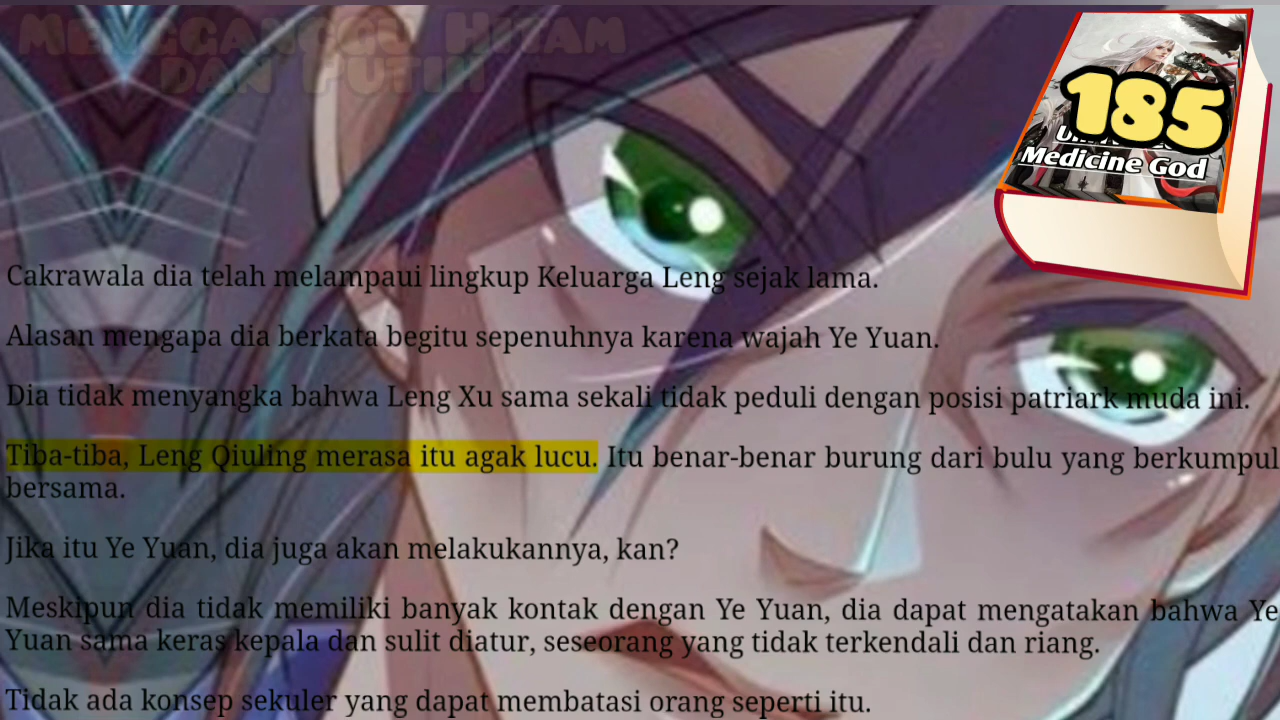 Mengganggu Hitam
dan Putih
185
Medicine God
Cakrawala dia telah melampaui lingkup Keluarga Leng sejak lama.
Alasan mengapa dia berkata begitu sepenuhnya karena wajah Ye Yuan.
Dia tidak menyangka bahwa Leng Xu sama sekali tidak peduli dengan posisi patriark muda ini.
Tiba-tiba, Leng Qiuling merasa itu agak lucu. Itu benar-benar burung dari bulu yang berkumpul
bersama.
Jika itu Ye Yuan, dia juga akan melakukannya, kan?
Meskipun dia tidak memiliki banyak kontak dengan Ye Yuan, dia dapat mengatakan bahwa Ye
Yuan sama keras kepala dan sulit diatur, seseorang yang tidak terkendali dan riang.
Tidak ada konsep sekuler yang dapat membatasi orang seperti itu.